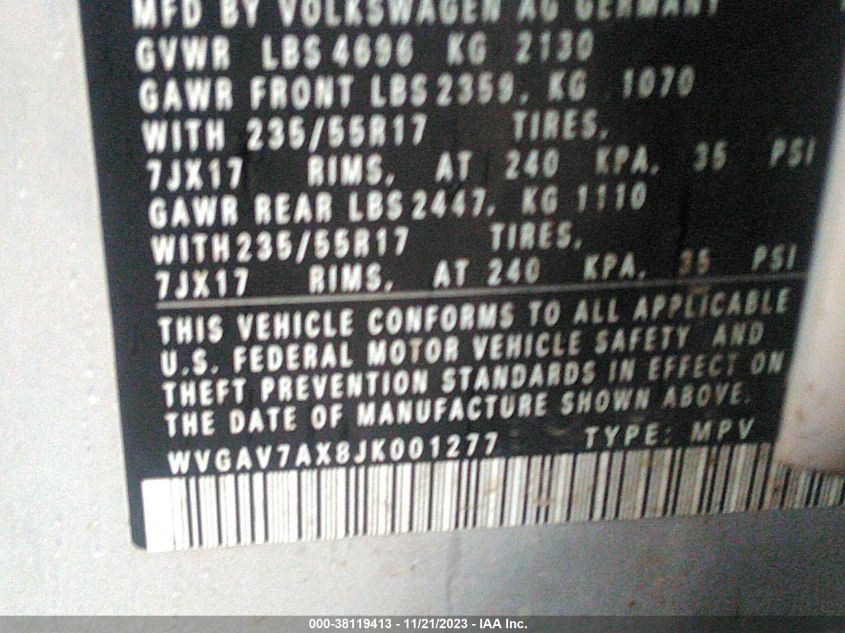 MFD BY VOLKSWAGEN AG GERMANY
GVWR LBS 4696 KG 2130
GAWR FRONT LBS 2359, KG 1070
WITH 235/55R17 TIRES,
7JX17 RIMS, AT 240 KPA, 35 PSI
GAWR REAR LBS 2447, KG 1110
WITH 235/55R17 TIRES,
7JX17 RIMS, AT 240 KPA, 35 PSI
THIS VEHICLE CONFORMS TO ALL APPLICABLE
U.S. FEDERAL MOTOR VEHICLE SAFETY AND
THEFT PREVENTION STANDARDS IN EFFECT ON
THE DATE OF MANUFACTURE SHOWN ABOVE.
WVGAV7AX8JK001277 TYPE: MPV
000-38119413 - 11/21/2023 - IAA Inc.